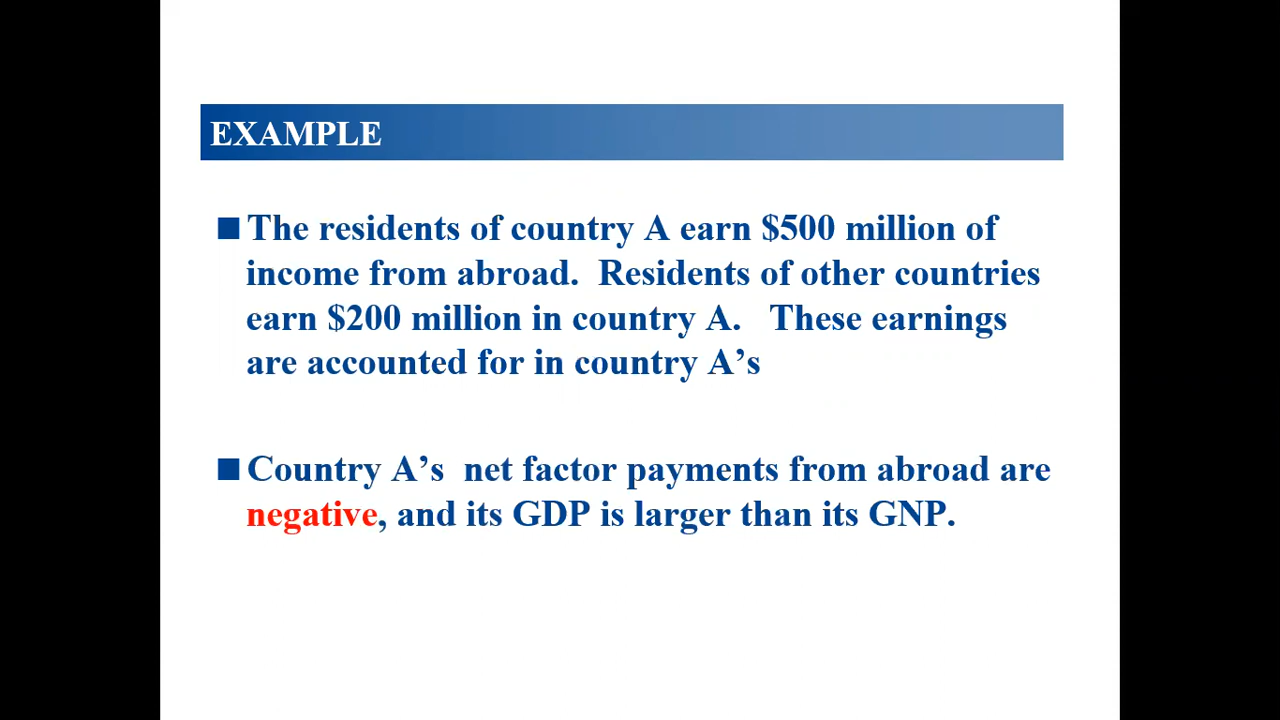 EXAMPLE
The residents of country A earn $500 million of
income from abroad.  Residents of other countries
earn $200 million in country A.   These earnings
are accounted for in country A’s
Country A’s  net factor payments from abroad are
negative, and its GDP is larger than its GNP.